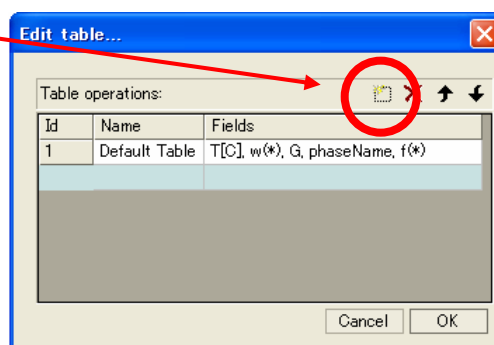 Edit table...
Table operations:
Id Name Fields
1 Default Table T[C], w(*), G, phaseName, f(*)
Cancel OK